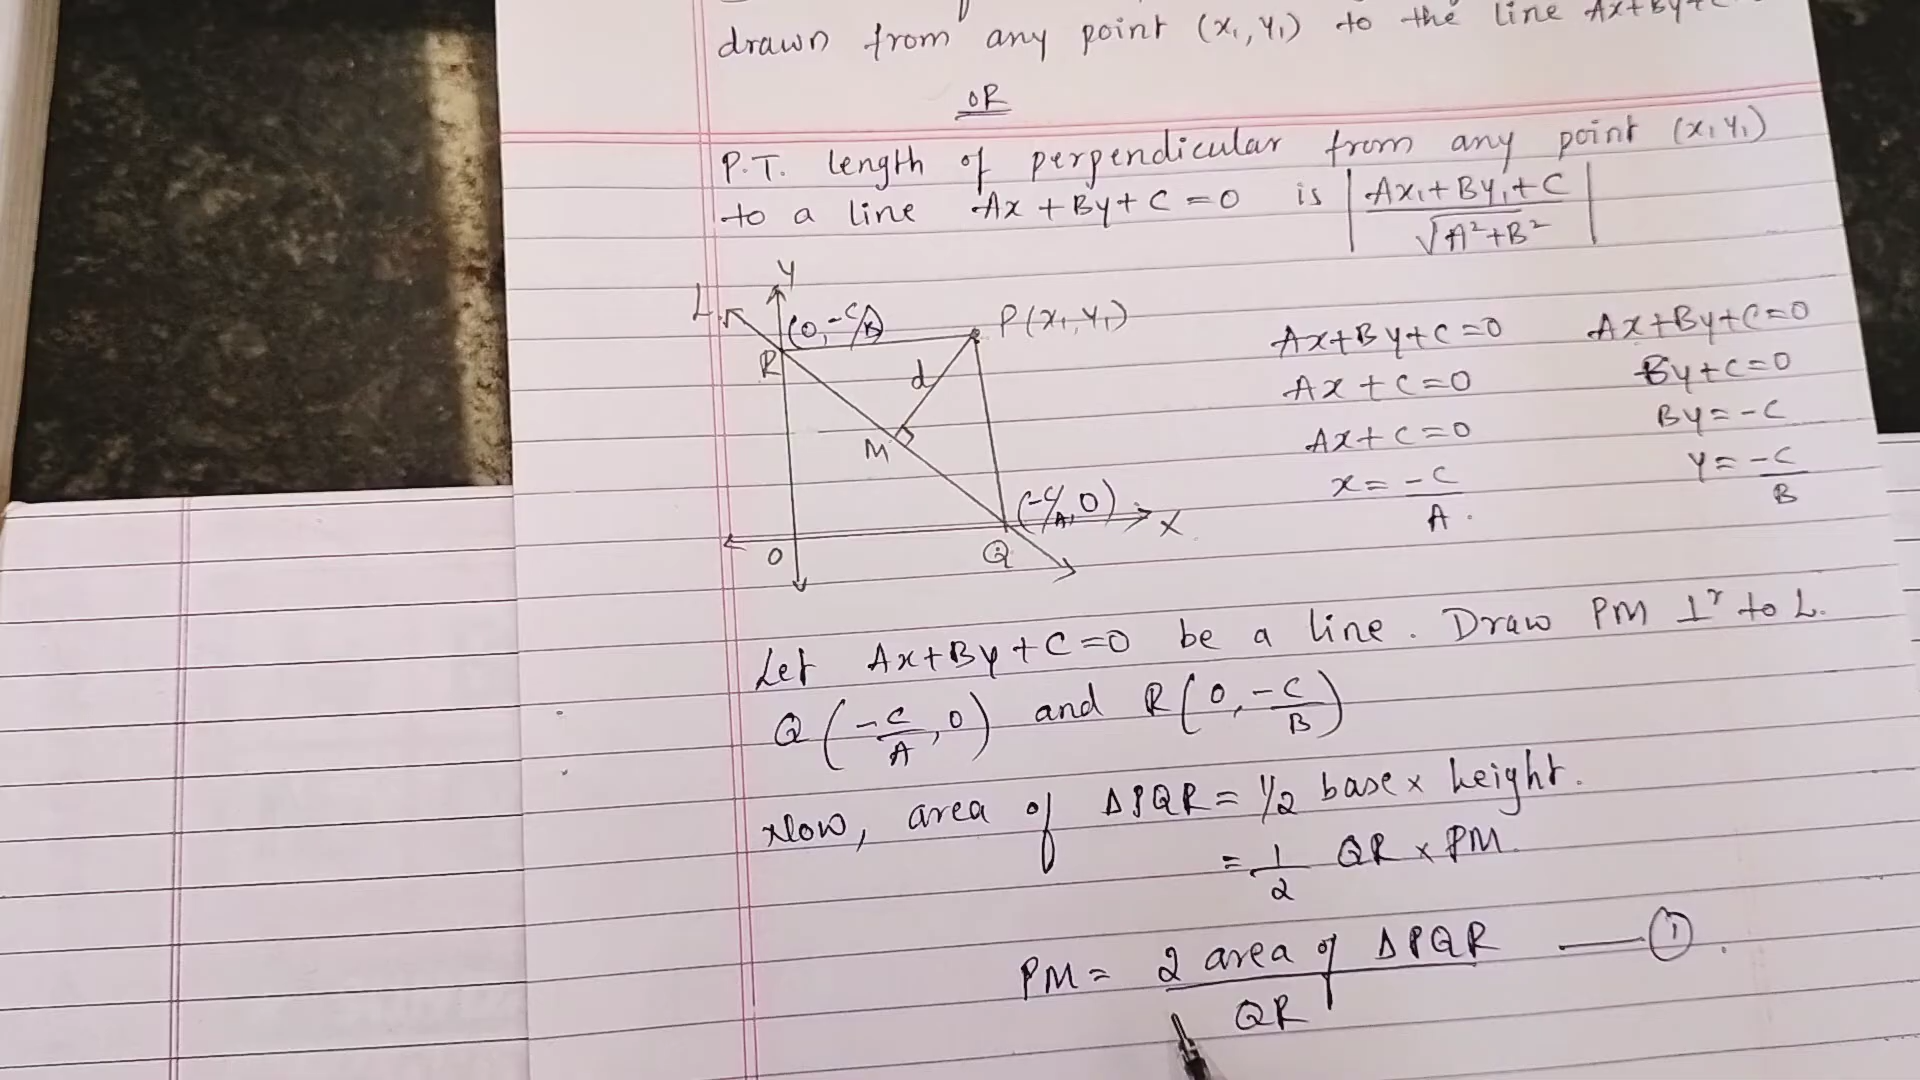 drawn from any point (x₁, y₁) to the line Ax+By+C
OR
P.T. length of perpendicular from any point (x₁ y₁)
to a line Ax+By+C=0 is |Ax₁+By₁+C / √A²+B²|
Y
L
(0, -C/B)
P(x₁, y₁)
R
d
M
(-C/A, 0)
X
O
Q
Ax+By+C=0
Ax+C=0
Ax+C=0
x = -C/A.
Ax+By+C=0
By+C=0
By=-C
y = -C/B
Let Ax+By+C=0 be a line. Draw PM ⊥ʳ to L.
Q(-C/A, 0) and R(0, -C/B)
Now, area of ΔPQR = 1/2 base × height.
= 1/2 QR × PM.
PM = 2 area of ΔPQR / QR — ①.